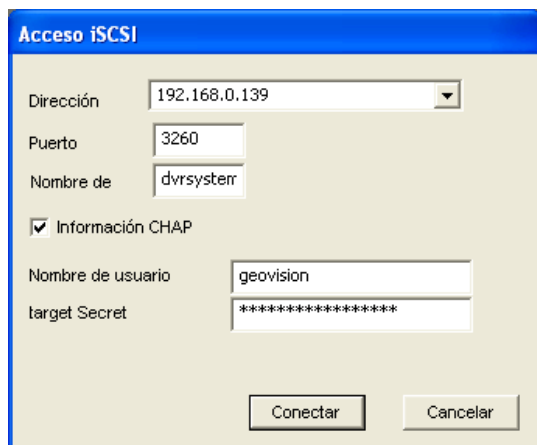 Acceso iSCSI
Dirección 192.168.0.139
Puerto 3260
Nombre de dvrsystem
Información CHAP
Nombre de usuario geovision
target Secret *****************
Conectar Cancelar